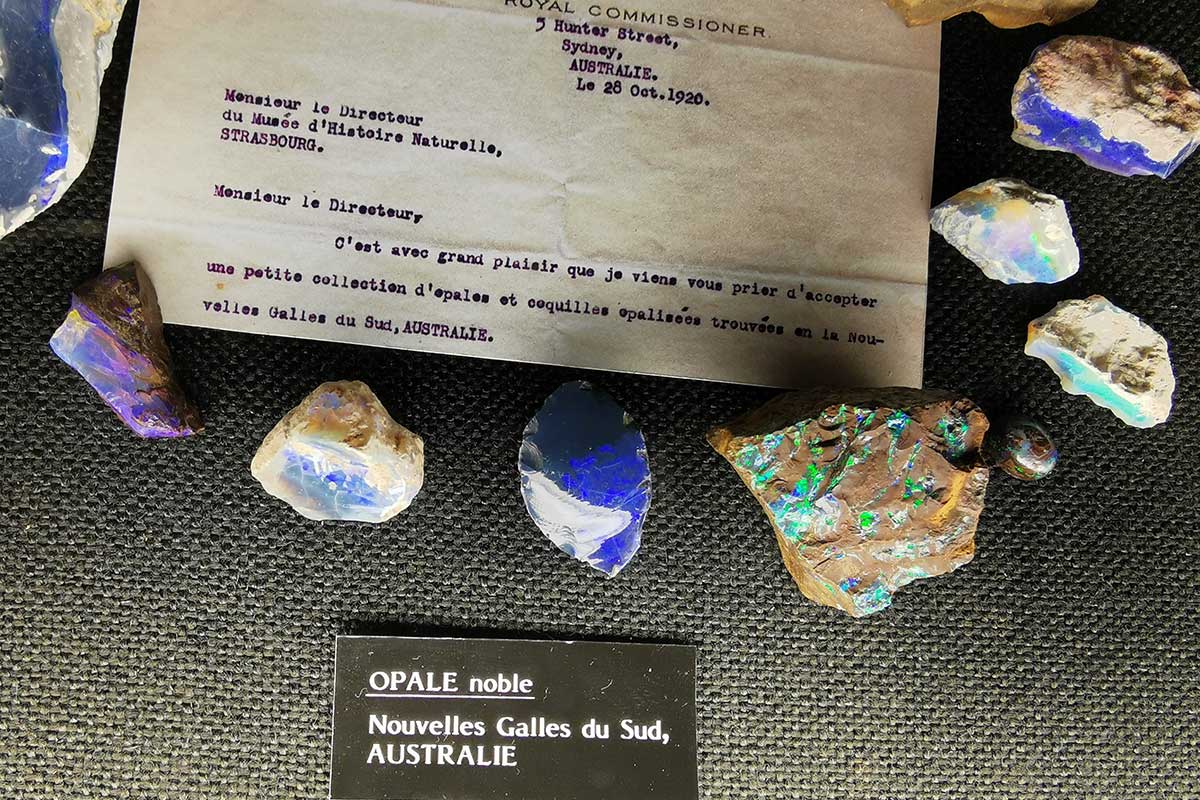 ROYAL COMMISSIONER.
5 Hunter Street,
Sydney,
AUSTRALIE.
Le 28 Oct.1920.
Monsieur le Directeur
du Musée d'Histoire Naturelle,
STRASBOURG.
Monsieur le Directeur,
C'est avec grand plaisir que je viens vous prier d'accepter
une petite collection d'opales et coquilles opalisées trouvées en la Nou-
velles Galles du Sud, AUSTRALIE.
OPALE noble
Nouvelles Galles du Sud,
AUSTRALIE